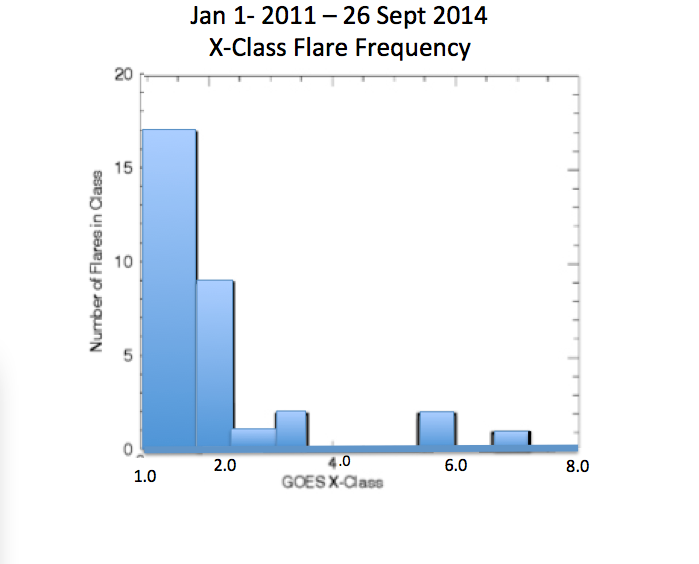 Jan 1- 2011 – 26 Sept 2014
X-Class Flare Frequency
20
15
10
5
0
Number of Flares in Class
1.0
2.0
4.0
6.0
8.0
GOES X-Class